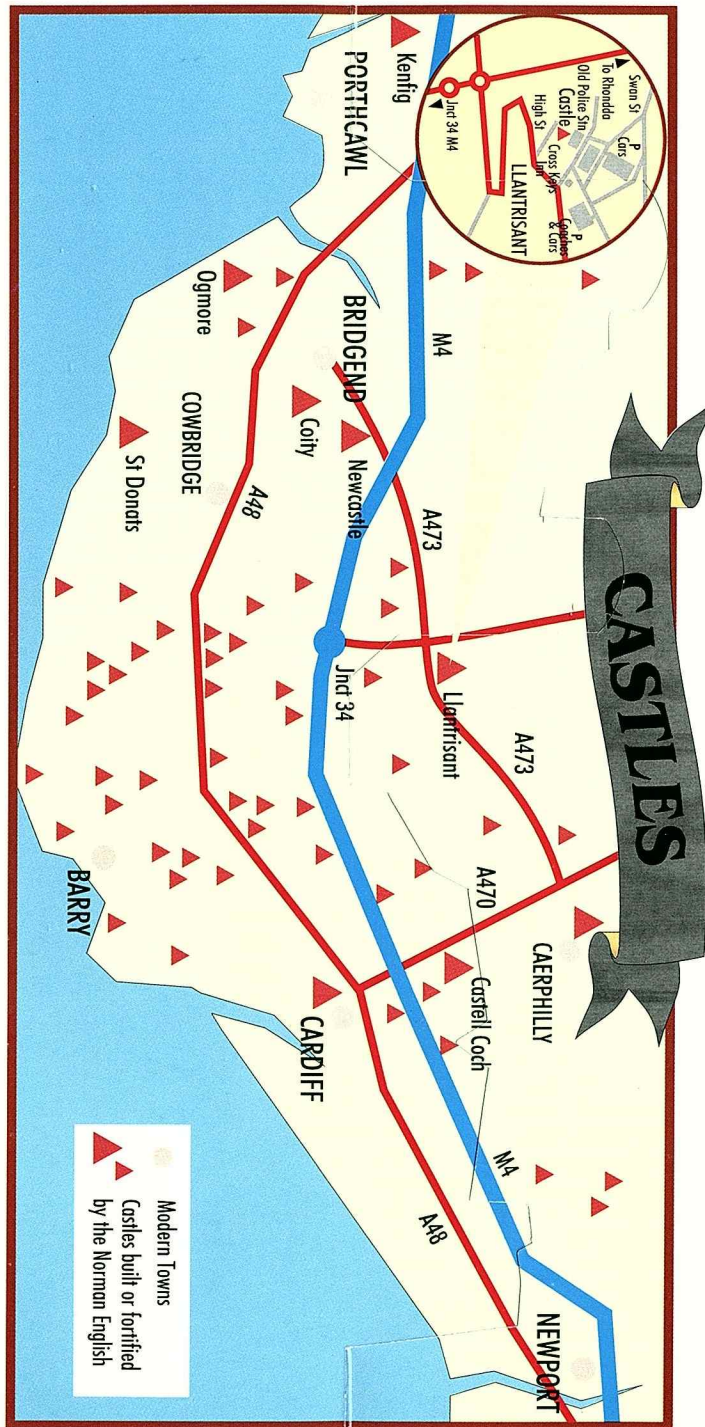 CASTLES
Swan St
To Rhondda
Old Police Stn
P
Cars
Castle
Cross Keys
Inn
High St
LLANTRISANT
P
Coaches
& Cars
Jnct 34 M4
Kenfig
PORTHCAWL
M4
Ogmore
BRIDGEND
Coity
Newcastle
COWBRIDGE
St Donats
A48
A473
Jnct 34
Llantrisant
A473
A470
CAERPHILLY
Castell Coch
BARRY
CARDIFF
M4
A48
NEWPORT
Modern Towns
Castles built or fortified
by the Norman English